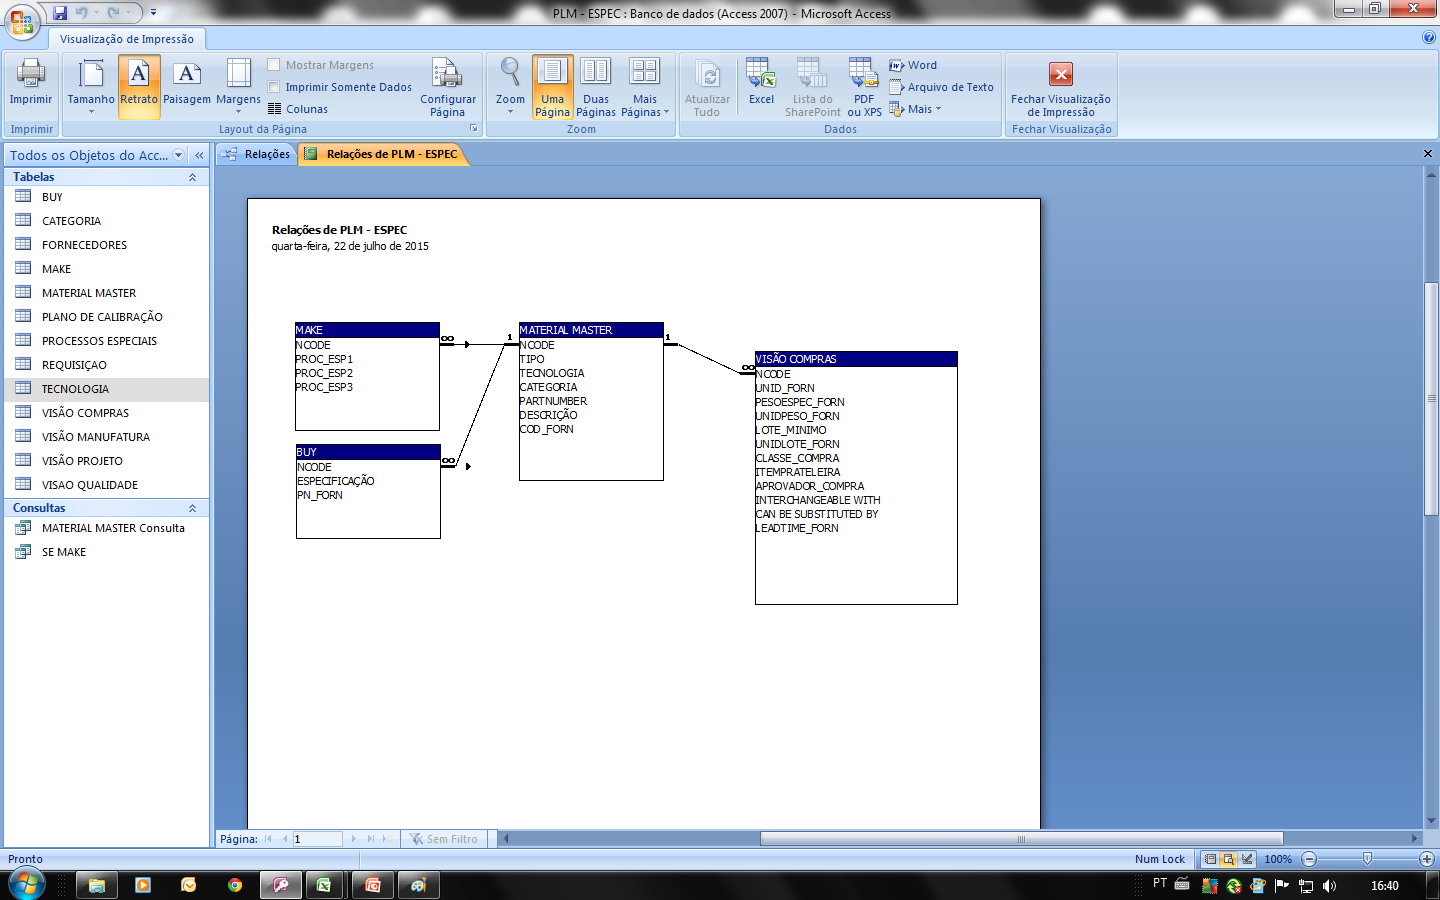 PLM - ESPEC : Banco de dados (Access 2007) - Microsoft Access
Visualização de Impressão
Imprimir
Tamanho
Retrato
Paisagem
Margens
Mostrar Margens
Imprimir Somente Dados
Colunas
Configurar Página
Zoom
Uma Página
Duas Páginas
Mais Páginas
Atualizar Tudo
Excel
Lista do SharePoint
PDF ou XPS
Word
Arquivo de Texto
Mais
Fechar Visualização de Impressão
Imprimir
Layout da Página
Zoom
Dados
Fechar Visualização
Todos os Objetos do Acc...
Tabelas
BUY
CATEGORIA
FORNECEDORES
MAKE
MATERIAL MASTER
PLANO DE CALIBRAÇÃO
PROCESSOS ESPECIAIS
REQUISIÇAO
TECNOLOGIA
VISÃO COMPRAS
VISÃO MANUFATURA
VISÃO PROJETO
VISAO QUALIDADE
Consultas
MATERIAL MASTER Consulta
SE MAKE
Relações
Relações de PLM - ESPEC
Relações de PLM - ESPEC
quarta-feira, 22 de julho de 2015
MAKE
NCODE
PROC_ESP1
PROC_ESP2
PROC_ESP3
∞
1
BUY
NCODE
ESPECIFICAÇÃO
PN_FORN
∞
MATERIAL MASTER
NCODE
TIPO
TECNOLOGIA
CATEGORIA
PARTNUMBER
DESCRIÇÃO
COD_FORN
1
∞
VISÃO COMPRAS
NCODE
UNID_FORN
PESOESPEC_FORN
UNIDPESO_FORN
LOTE_MINIMO
UNIDLOTE_FORN
CLASSE_COMPRA
ITEMPRATELEIRA
APROVADOR_COMPRA
INTERCHANGEABLE WITH
CAN BE SUBSTITUTED BY
LEADTIME_FORN
Página: 1
Sem Filtro
Pronto
Num Lock
100%
PT
16:40